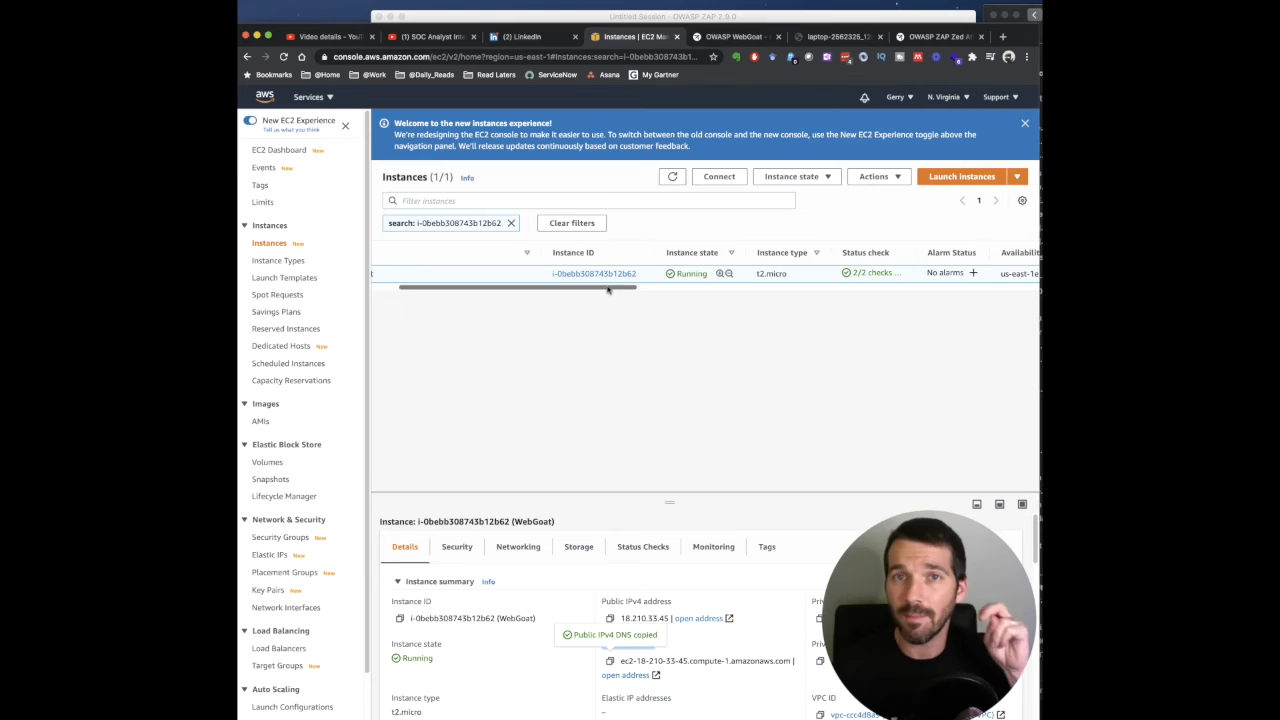 Untitled Session - OWASP ZAP 2.9.0
Video details - YouTu
(1) SOC Analyst Inte
(2) LinkedIn
Instances | EC2 Man
OWASP WebGoat -
laptop-2562325_12
OWASP ZAP Zed At
console.aws.amazon.com/ec2/v2/home?region=us-east-1#Instances:search=i-0bebb308743b12b62...
Bookmarks
@Home
@Work
@Daily_Reads
Read Laters
ServiceNow
Asana
My Gartner
aws
Services
Gerry
N. Virginia
Support
New EC2 Experience
Tell us what you think
EC2 Dashboard New
Events New
Tags
Limits
Instances
Instances New
Instance Types
Launch Templates
Spot Requests
Savings Plans
Reserved Instances
Dedicated Hosts New
Scheduled Instances
Capacity Reservations
Images
AMIs
Elastic Block Store
Volumes
Snapshots
Lifecycle Manager
Network & Security
Security Groups New
Elastic IPs New
Placement Groups New
Key Pairs New
Network Interfaces
Load Balancing
Load Balancers
Target Groups New
Auto Scaling
Launch Configurations
Welcome to the new instances experience!
We're redesigning the EC2 console to make it easier to use. To switch between the old console and the new console, use the New EC2 Experience toggle above the
navigation panel. We'll release updates continuously based on customer feedback.
Instances (1/1) Info
Connect
Instance state
Actions
Launch instances
Filter instances
1
search: i-0bebb308743b12b62
Clear filters
Instance ID
Instance state
Instance type
Status check
Alarm Status
Availabili
t
i-0bebb308743b12b62
Running
t2.micro
2/2 checks ...
No alarms
us-east-1e
Instance: i-0bebb308743b12b62 (WebGoat)
Details
Security
Networking
Storage
Status Checks
Monitoring
Tags
Instance summary Info
Instance ID
Public IPv4 address
Priv
i-0bebb308743b12b62 (WebGoat)
18.210.33.45 | open address
Instance state
Public IPv4 DNS copied
Priv
Running
ec2-18-210-33-45.compute-1.amazonaws.com |
open address
Instance type
Elastic IP addresses
VPC ID
t2.micro
–
vpc-ccc4d8a